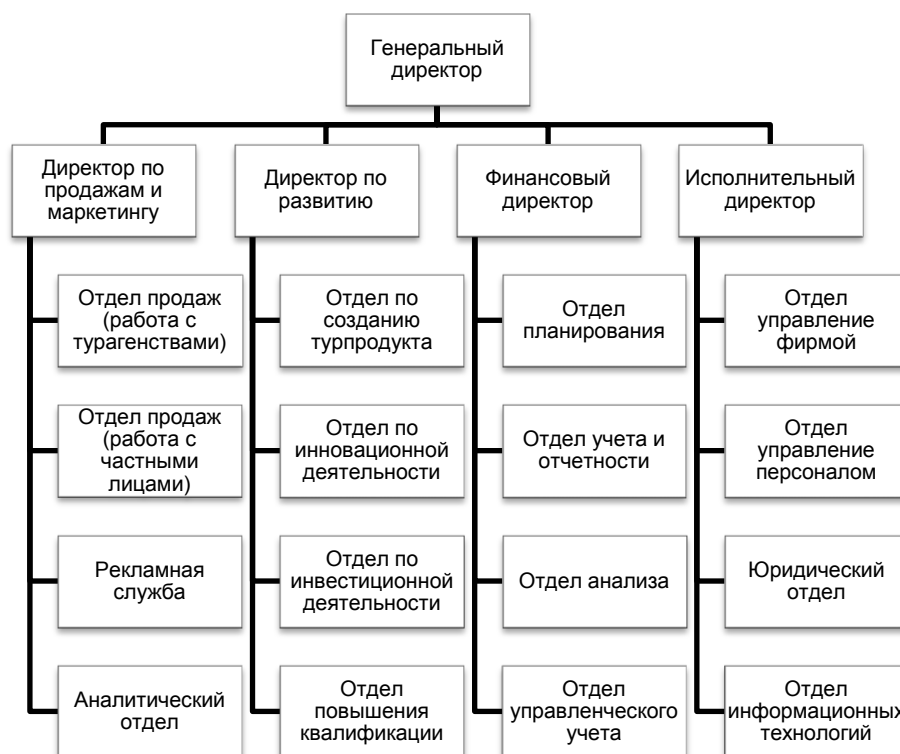 Генеральный
директор
Директор по
продажам и
маркетингу
Директор по
развитию
Финансовый
директор
Исполнительный
директор
Отдел продаж
(работа с
турагенствами)
Отдел по
созданию
турпродукта
Отдел
планирования
Отдел
управление
фирмой
Отдел продаж
(работа с
частными
лицами)
Отдел по
инновационной
деятельности
Отдел учета и
отчетности
Отдел
управление
персоналом
Рекламная
служба
Отдел по
инвестиционной
деятельности
Отдел анализа
Юридический
отдел
Аналитический
отдел
Отдел
повышения
квалификации
Отдел
управленческого
учета
Отдел
информационных
технологий